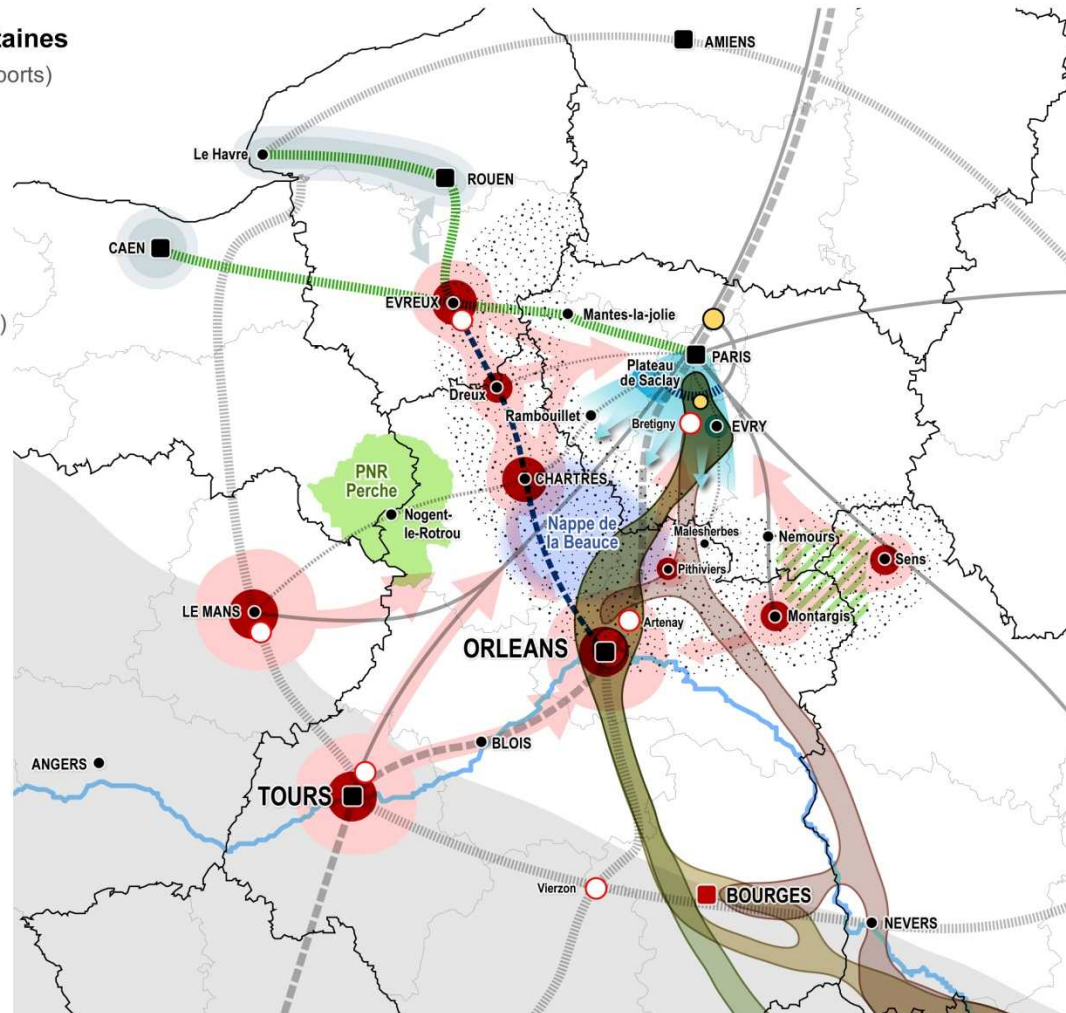 taines
ports)
)
AMIENS
Le Havre
ROUEN
CAEN
EVREUX
Mantes-la-jolie
PARIS
Plateau
de Saclay
Dreux
Rambouillet
Bretigny
EVRY
PNR
Perche
CHARTRES
Nogent-
le-Rotrou
Nappe de
la Beauce
Malesherbes
Nemours
Pithiviers
Sens
LE MANS
Artenay
Montargis
ORLEANS
BLOIS
ANGERS
TOURS
Vierzon
BOURGES
NEVERS